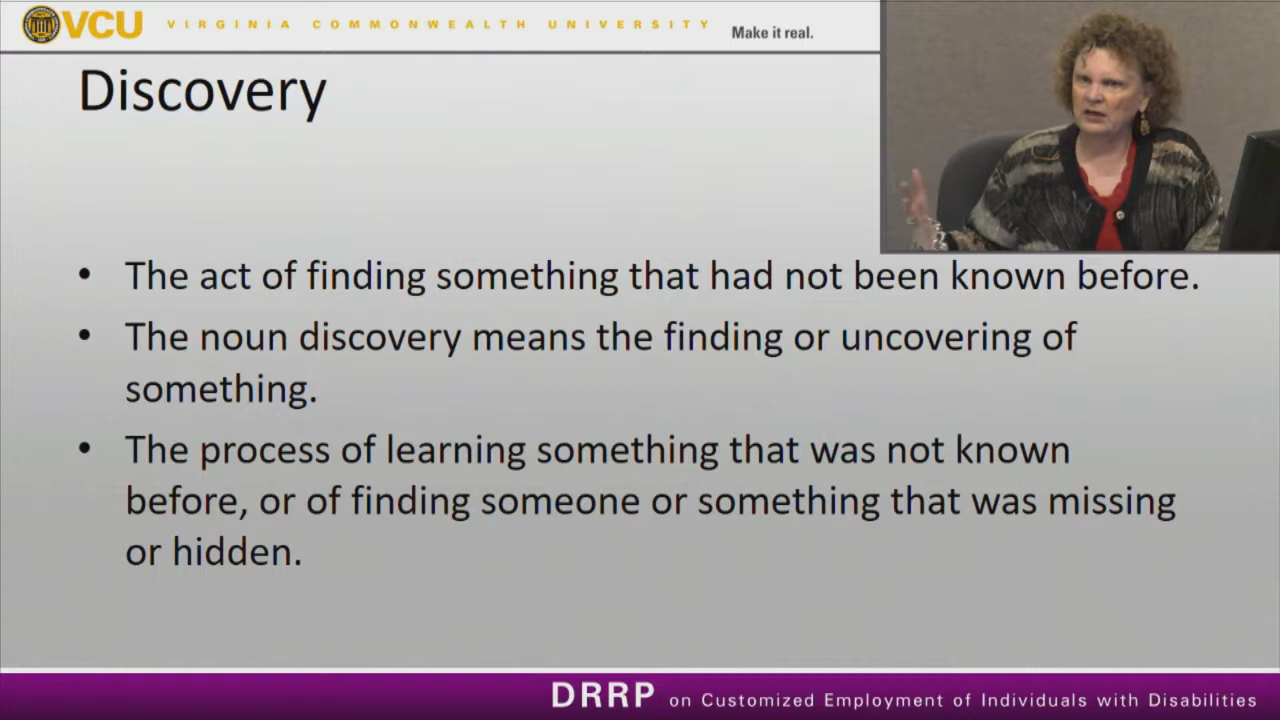 VCU VIRGINIA COMMONWEALTH UNIVERSITY Make it real.
Discovery
• The act of finding something that had not been known before.
• The noun discovery means the finding or uncovering of
something.
• The process of learning something that was not known
before, or of finding someone or something that was missing
or hidden.
DRRP on Customized Employment of Individuals with Disabilities